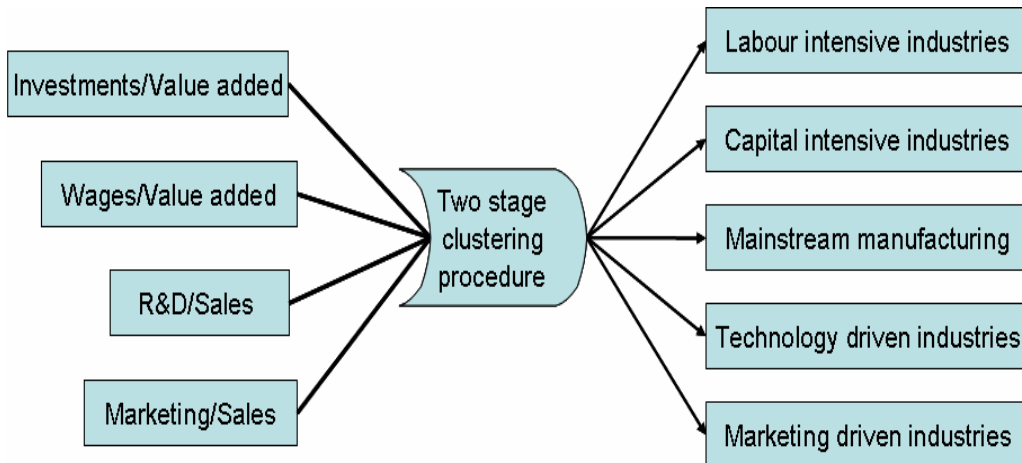 Investments/Value added
Wages/Value added
R&D/Sales
Marketing/Sales
Two stage
clustering
procedure
Labour intensive industries
Capital intensive industries
Mainstream manufacturing
Technology driven industries
Marketing driven industries